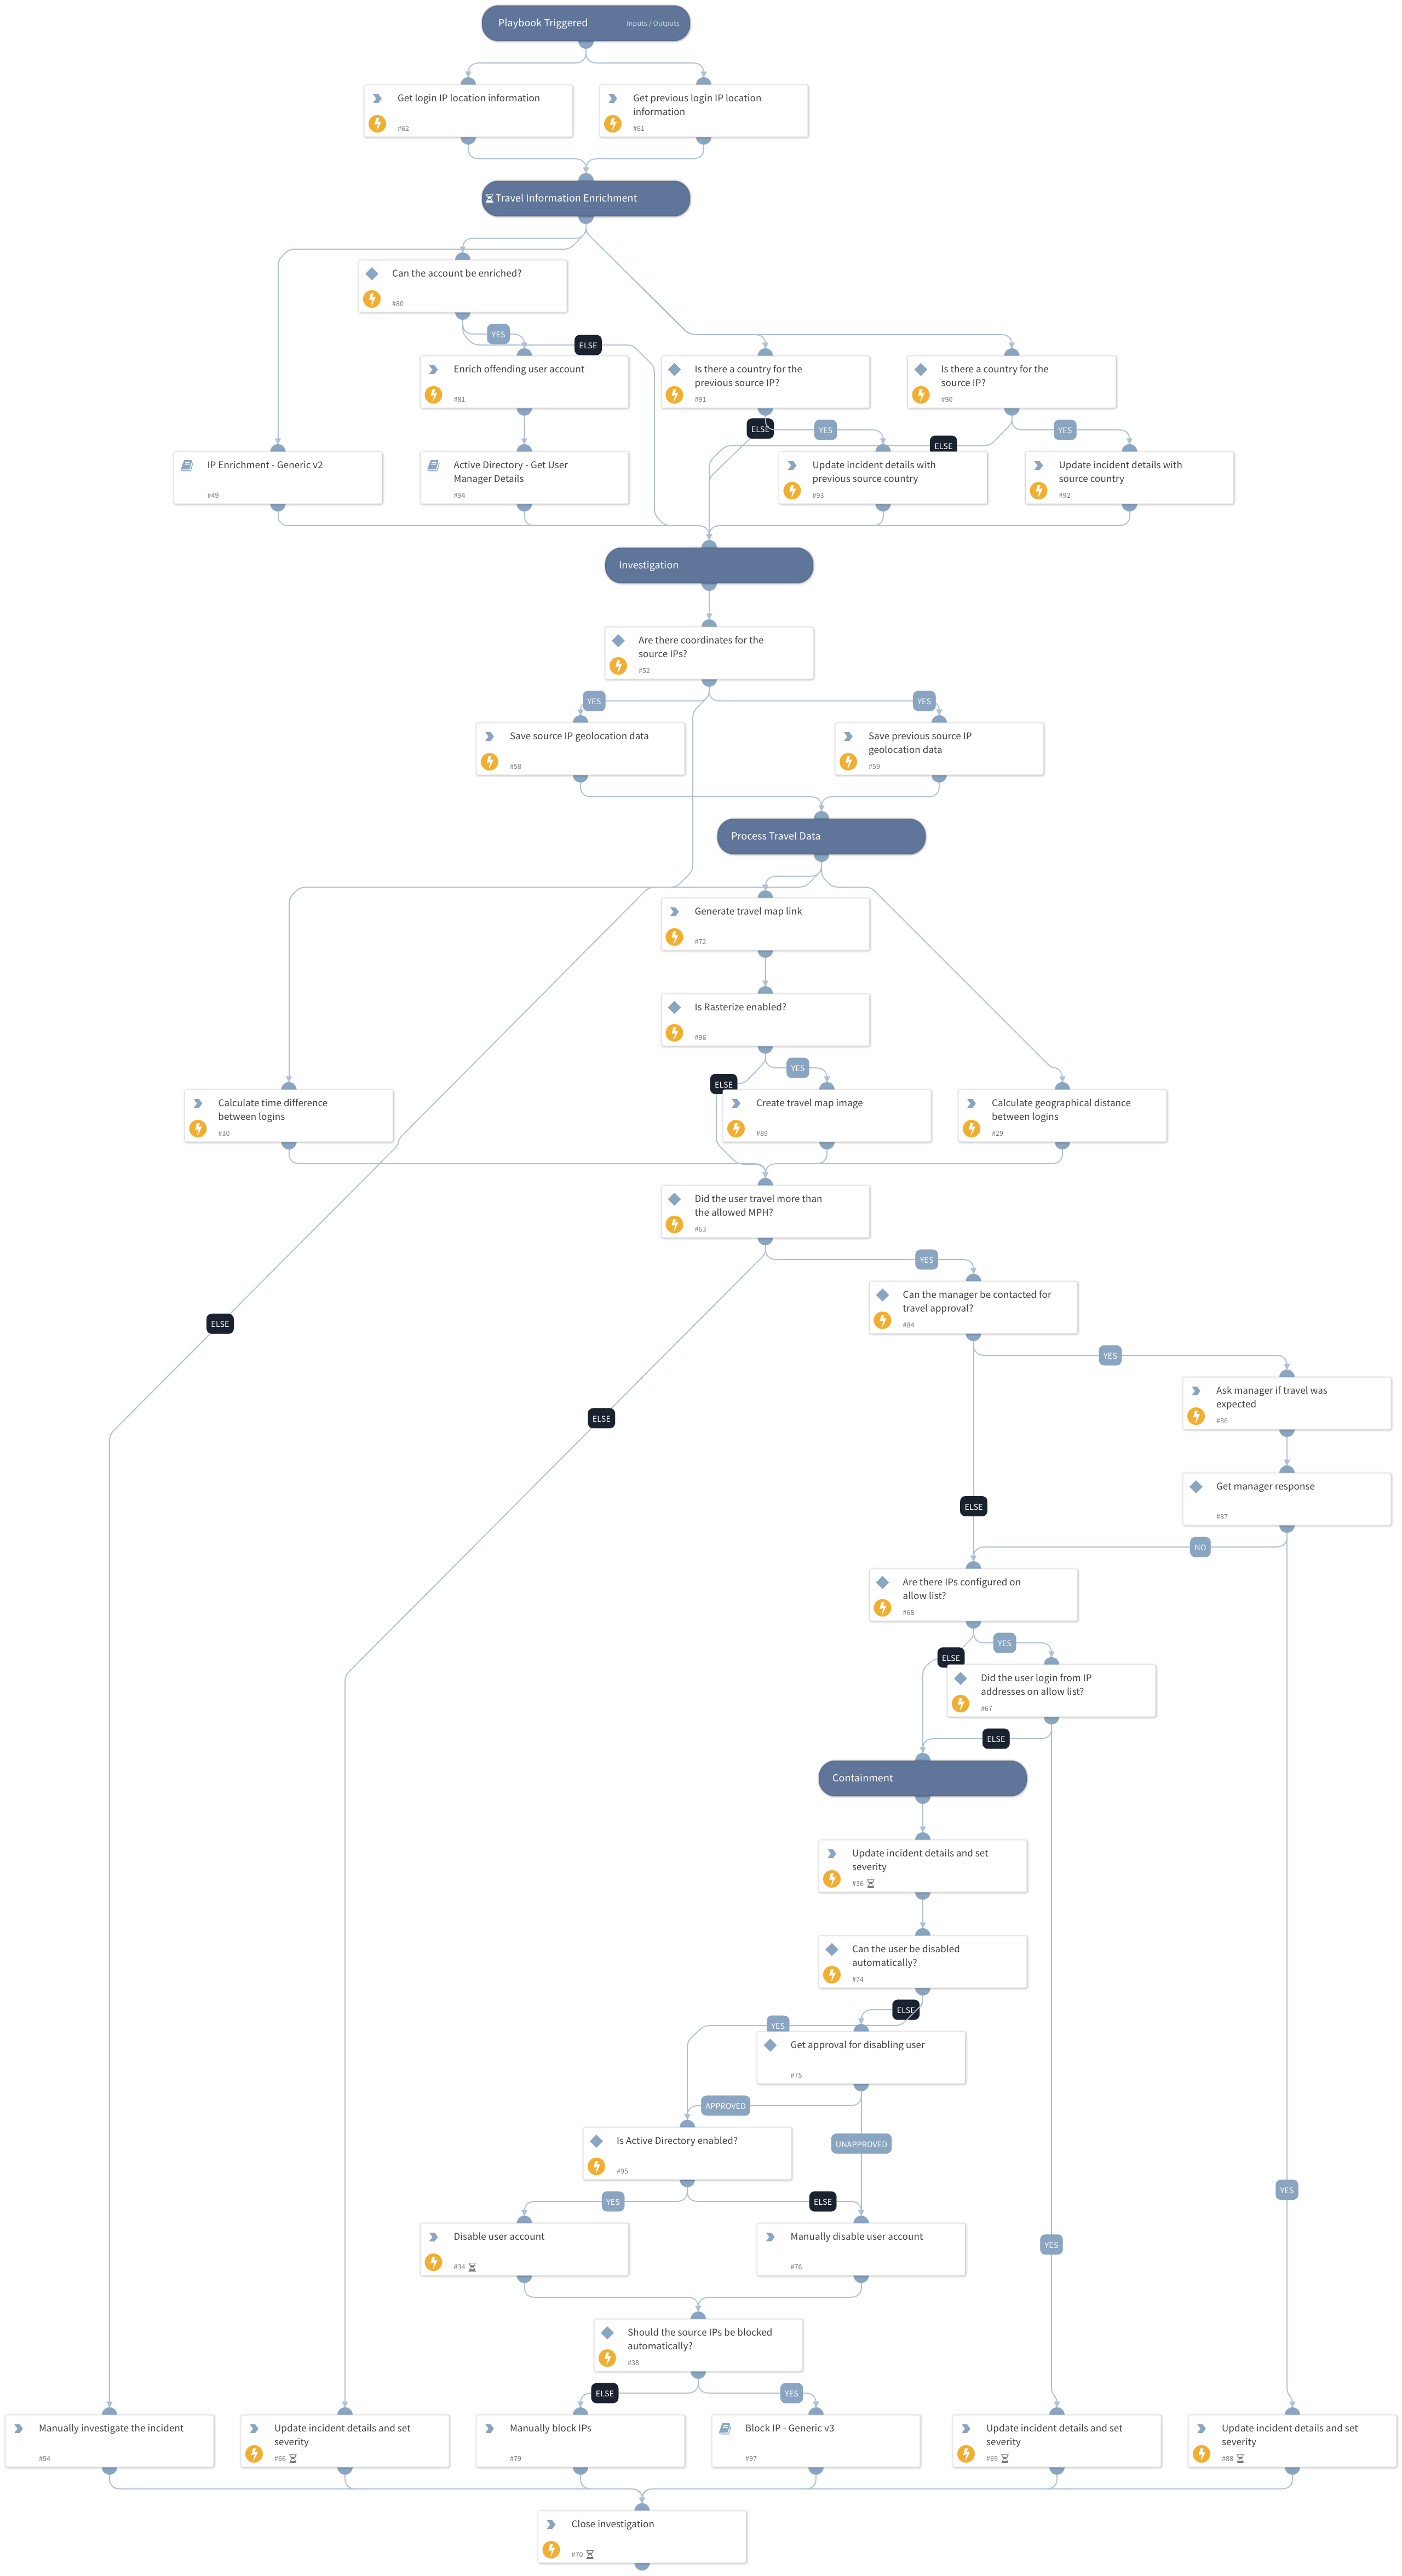 Playbook Triggered
Inputs / Outputs
Get login IP location information
#62
Get previous login IP location
information
#61
Travel Information Enrichment
Can the account be enriched?
#80
YES
ELSE
Enrich offending user account
#81
Is there a country for the
previous source IP?
#91
Is there a country for the
source IP?
#90
ELSE
YES
ELSE
YES
IP Enrichment - Generic v2
#49
Active Directory - Get User
Manager Details
#94
Update incident details with
previous source country
#93
Update incident details with
source country
#92
Investigation
Are there coordinates for the
source IPs?
#52
YES
YES
Save source IP geolocation data
#58
Save previous source IP
geolocation data
#59
Process Travel Data
Generate travel map link
#72
Is Rasterize enabled?
#96
YES
ELSE
Calculate time difference
between logins
#30
Create travel map image
#89
Calculate geographical distance
between logins
#29
Did the user travel more than
the allowed MPH?
#63
YES
Can the manager be contacted for
travel approval?
#84
ELSE
YES
Ask manager if travel was
expected
#86
ELSE
Get manager response
#87
ELSE
NO
Are there IPs configured on
allow list?
#68
YES
ELSE
Did the user login from IP
addresses on allow list?
#67
ELSE
Containment
Update incident details and set
severity
#36
Can the user be disabled
automatically?
#74
ELSE
YES
Get approval for disabling user
#75
APPROVED
Is Active Directory enabled?
#95
UNAPPROVED
YES
YES
ELSE
Disable user account
#34
Manually disable user account
#76
YES
Should the source IPs be blocked
automatically?
#38
ELSE
YES
Manually investigate the incident
#54
Update incident details and set
severity
#66
Manually block IPs
#79
Block IP - Generic v3
#97
Update incident details and set
severity
#69
Update incident details and set
severity
#88
Close investigation
#70